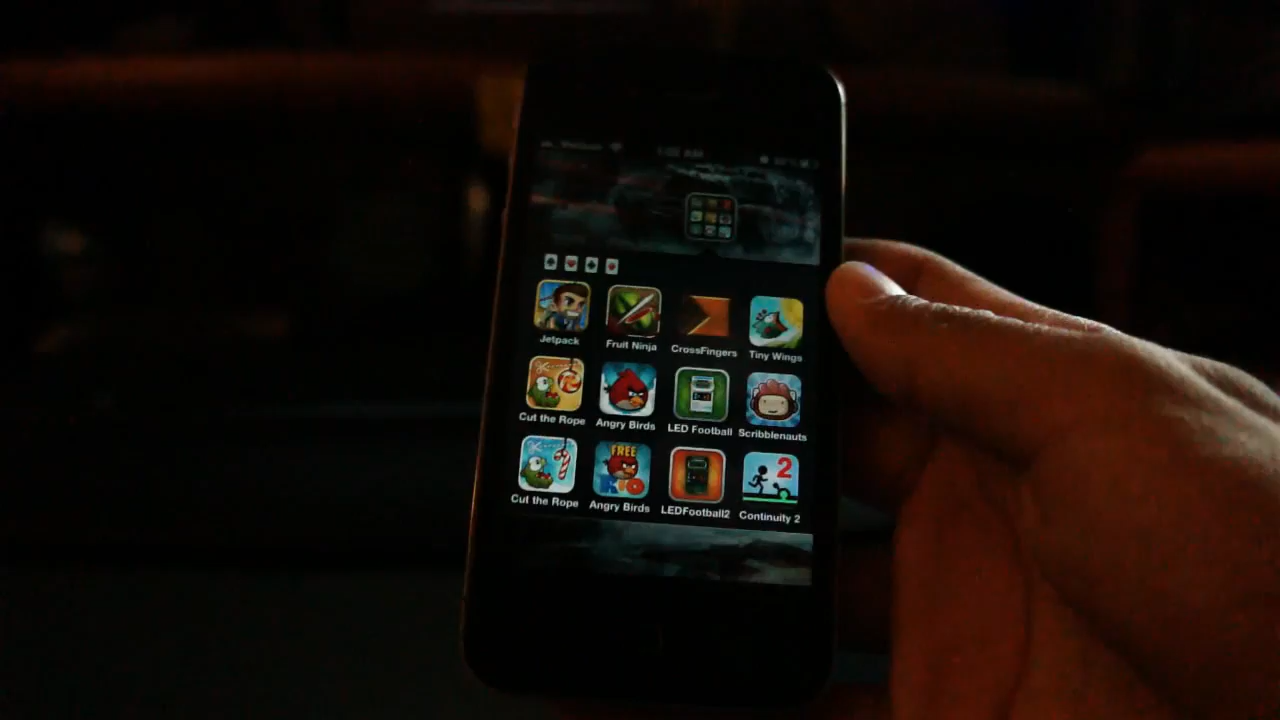 Jetpack Fruit Ninja CrossFingers Tiny Wings
Cut the Rope Angry Birds LED Football Scribblenauts
FREE
RIO
2
Cut the Rope Angry Birds LEDFootball2 Continuity 2